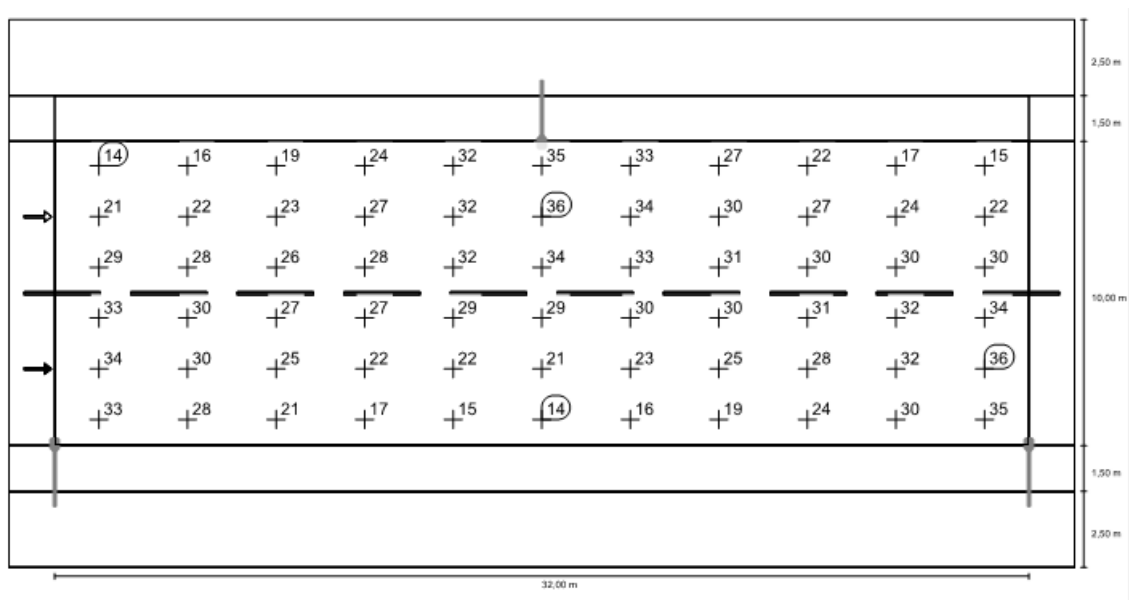 2,50 m
1,50 m
14 16 19 24 32 35 33 27 22 17 15
21 22 23 27 32 36 34 30 27 24 22
29 28 26 28 32 34 33 31 30 30 30
10,00 m
33 30 27 27 29 29 30 30 31 32 34
34 30 25 22 22 21 23 25 28 32 36
33 28 21 17 15 14 16 19 24 30 35
1,50 m
2,50 m
32,00 m